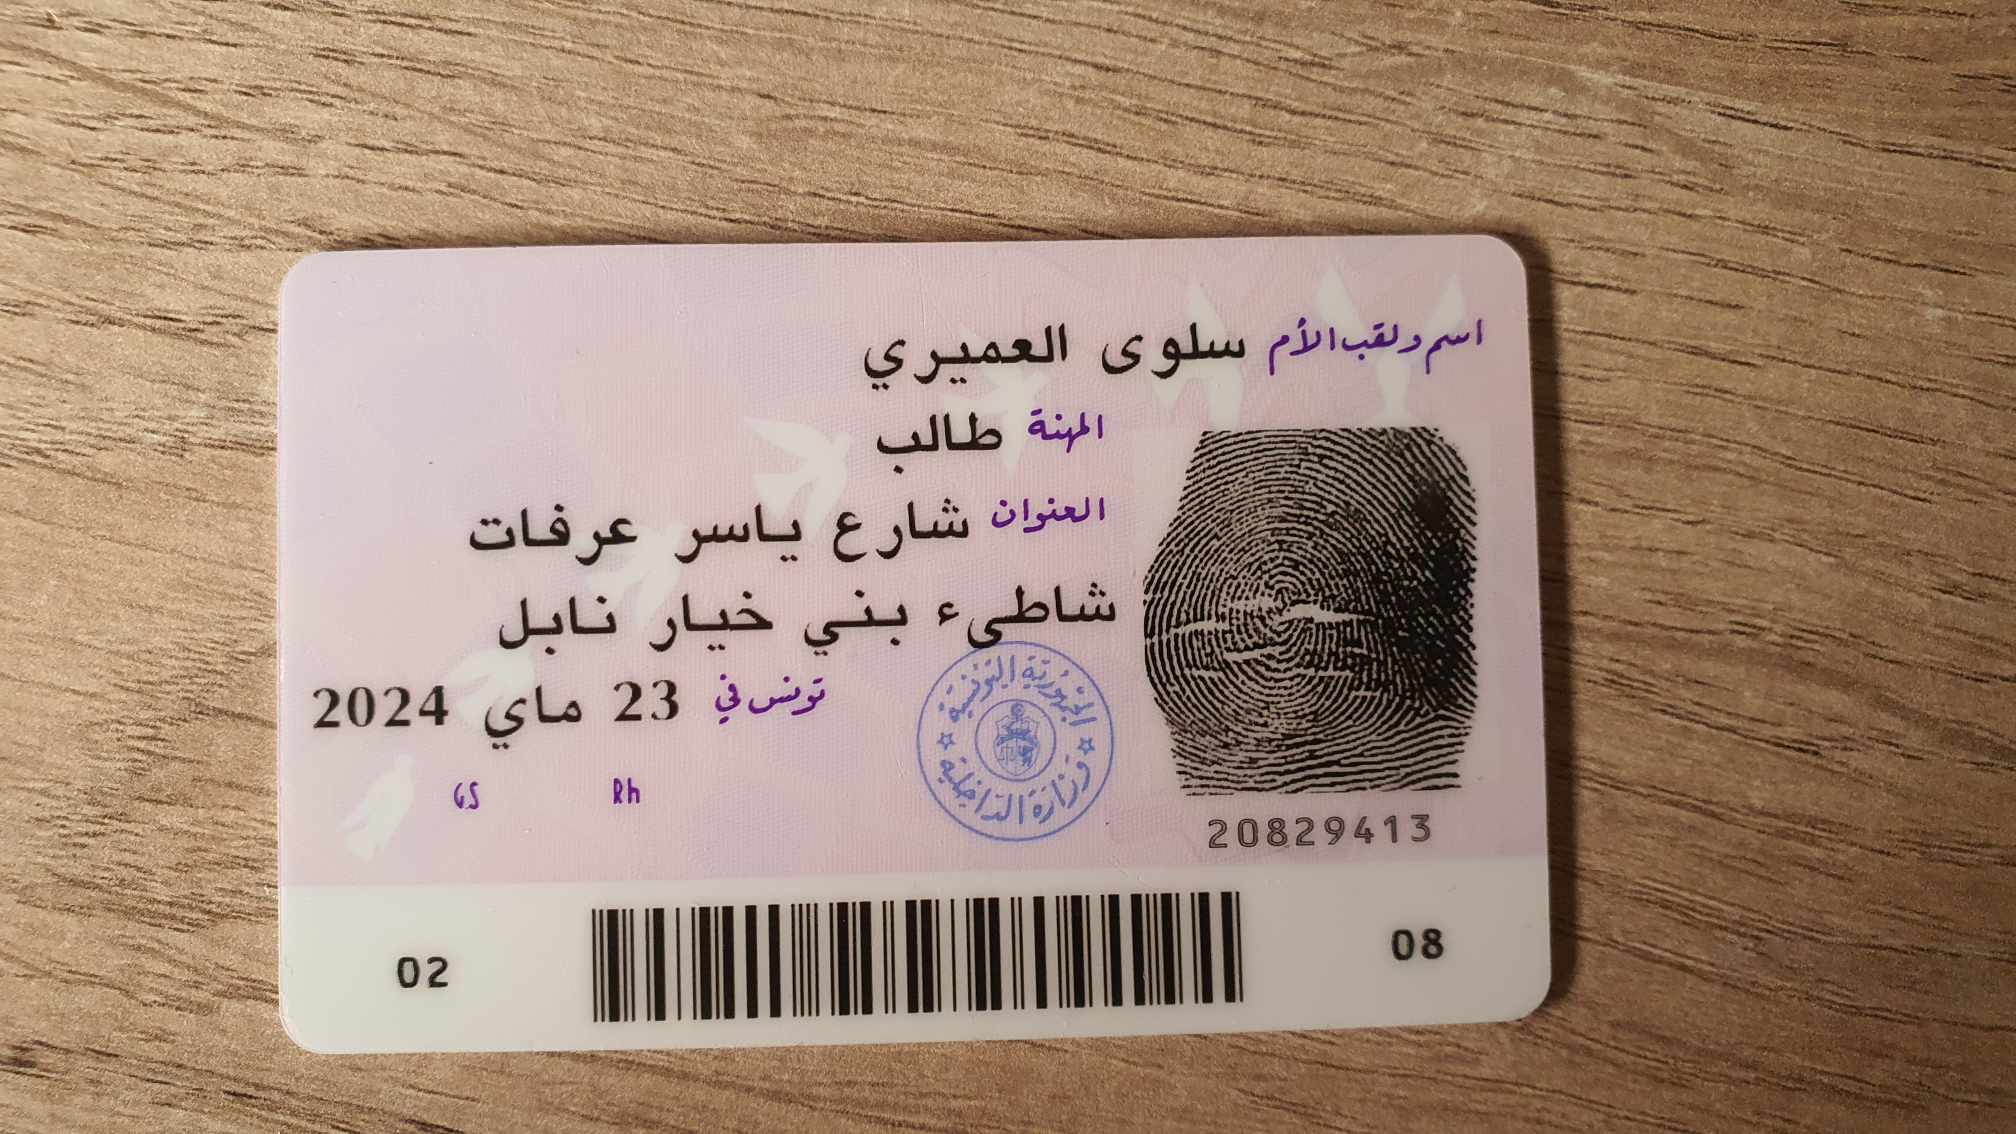 اسم ولقب الأم سلوى العميري
المهنة طالب
العنوان شارع ياسر عرفات
شاطىء بني خيار نابل
تونس في 23 ماي 2024
الجمهورية التونسية
وزارة الداخلية
GS Rh
20829413
02 08